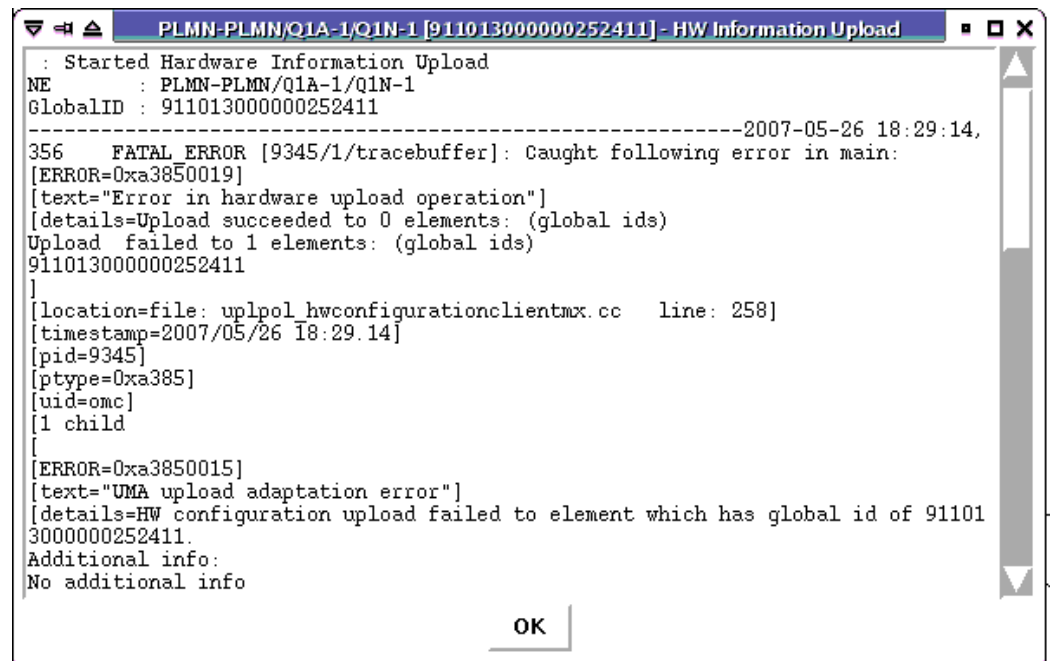 PLMN-PLMN/Q1A-1/Q1N-1 [911013000000252411] - HW Information Upload
: Started Hardware Information Upload
NE : PLMN-PLMN/Q1A-1/Q1N-1
GlobalID : 911013000000252411
-----------------------------------------------------------2007-05-26 18:29:14,
356 FATAL_ERROR [9345/1/tracebuffer]: Caught following error in main:
[ERROR=0xa3850019]
[text="Error in hardware upload operation"]
[details=Upload succeeded to 0 elements: (global ids)
Upload failed to 1 elements: (global ids)
911013000000252411
]
[location=file: uplpol_hwconfigurationclientmx.cc line: 258]
[timestamp=2007/05/26 18:29.14]
[pid=9345]
[ptype=0xa385]
[uid=omc]
[1 child
[
[ERROR=0xa3850015]
[text="UMA upload adaptation error"]
[details=HW configuration upload failed to element which has global id of 91101
3000000252411.
Additional info:
No additional info
OK